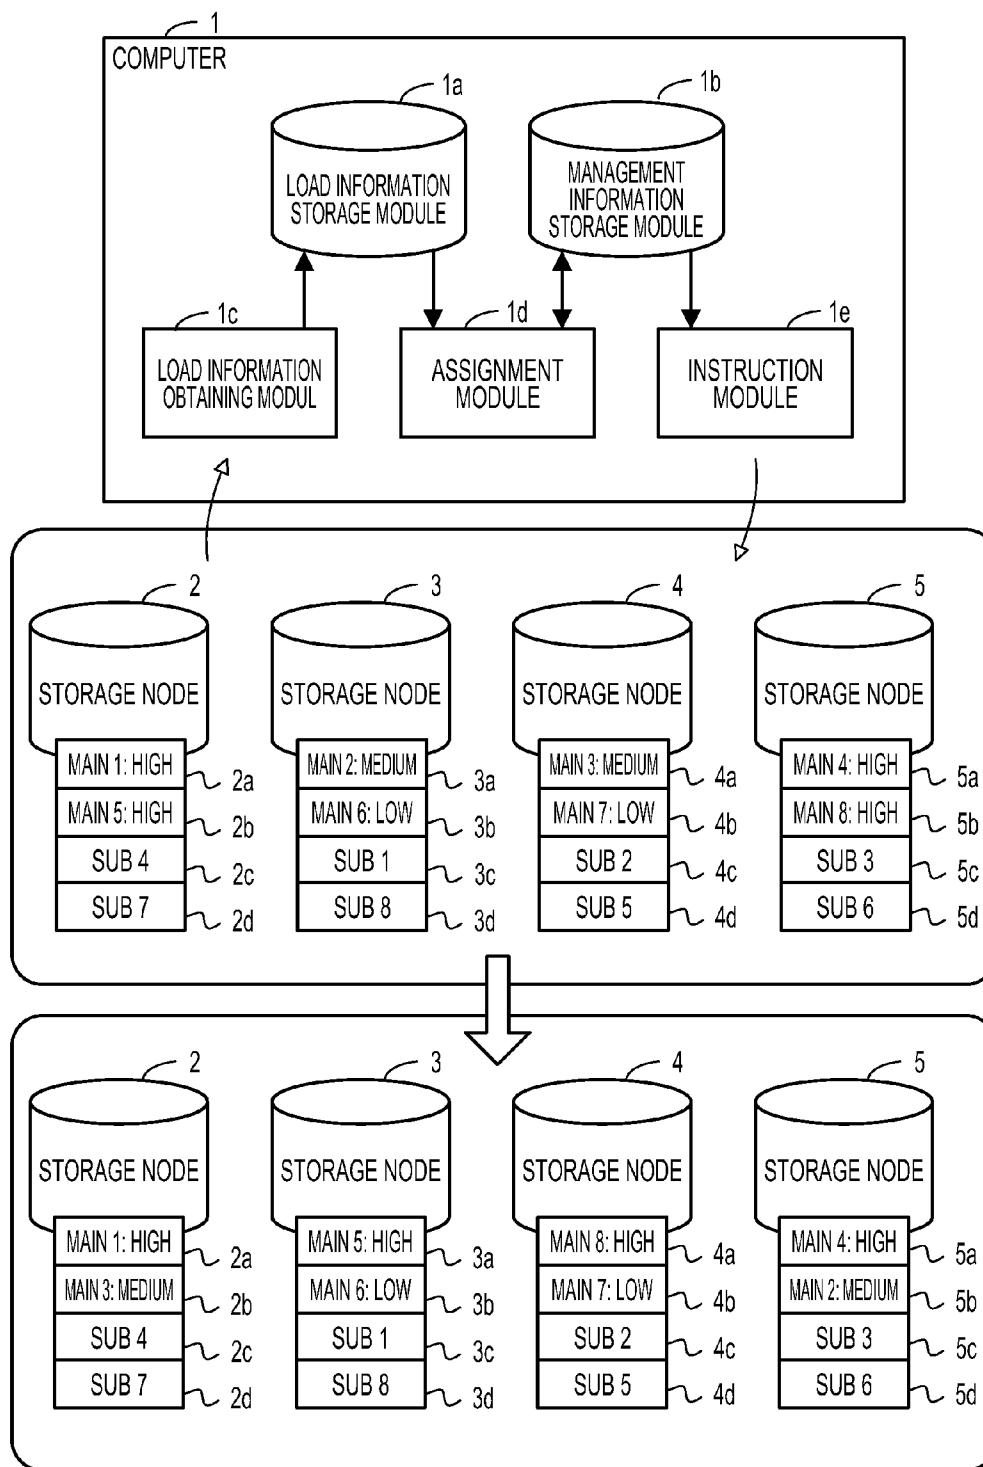 1
COMPUTER
1a
1b
LOAD INFORMATION
STORAGE MODULE
MANAGEMENT
INFORMATION
STORAGE MODULE
1c
1d
1e
LOAD INFORMATION
OBTAINING MODUL
ASSIGNMENT
MODULE
INSTRUCTION
MODULE
2
3
4
5
STORAGE NODE
STORAGE NODE
STORAGE NODE
STORAGE NODE
MAIN 1: HIGH
2a
MAIN 2: MEDIUM
3a
MAIN 3: MEDIUM
4a
MAIN 4: HIGH
5a
MAIN 5: HIGH
2b
MAIN 6: LOW
3b
MAIN 7: LOW
4b
MAIN 8: HIGH
5b
SUB 4
2c
SUB 1
3c
SUB 2
4c
SUB 3
5c
SUB 7
2d
SUB 8
3d
SUB 5
4d
SUB 6
5d
2
3
4
5
STORAGE NODE
STORAGE NODE
STORAGE NODE
STORAGE NODE
MAIN 1: HIGH
2a
MAIN 5: HIGH
3a
MAIN 8: HIGH
4a
MAIN 4: HIGH
5a
MAIN 3: MEDIUM
2b
MAIN 6: LOW
3b
MAIN 7: LOW
4b
MAIN 2: MEDIUM
5b
SUB 4
2c
SUB 1
3c
SUB 2
4c
SUB 3
5c
SUB 7
2d
SUB 8
3d
SUB 5
4d
SUB 6
5d